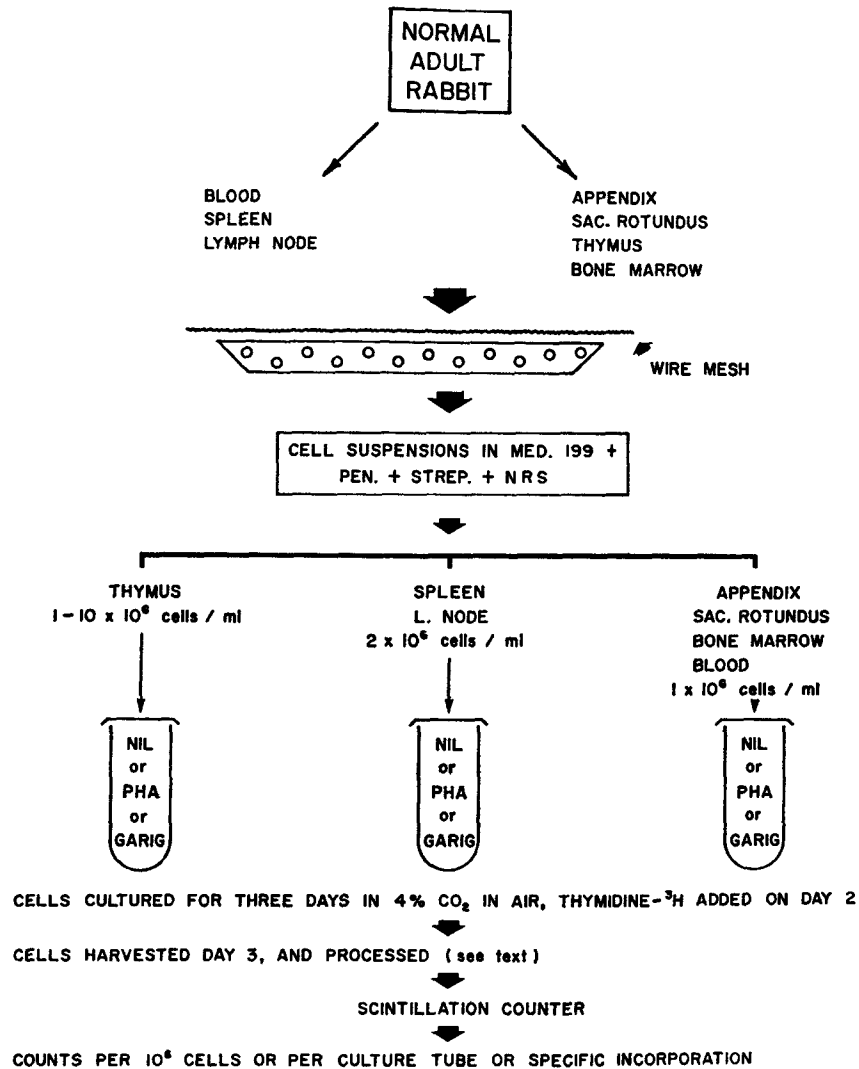 NORMAL
ADULT
RABBIT
BLOOD
SPLEEN
LYMPH NODE
APPENDIX
SAC. ROTUNDUS
THYMUS
BONE MARROW
WIRE MESH
CELL SUSPENSIONS IN MED. 199 +
PEN. + STREP. + NRS
THYMUS
1-10 x 10⁶ cells / ml
SPLEEN
L. NODE
2 x 10⁶ cells / ml
APPENDIX
SAC. ROTUNDUS
BONE MARROW
BLOOD
1 x 10⁶ cells / ml
NIL
or
PHA
or
GARIG
NIL
or
PHA
or
GARIG
NIL
or
PHA
or
GARIG
CELLS CULTURED FOR THREE DAYS IN 4% CO₂ IN AIR, THYMIDINE-³H ADDED ON DAY 2
CELLS HARVESTED DAY 3, AND PROCESSED (see text)
SCINTILLATION COUNTER
COUNTS PER 10⁶ CELLS OR PER CULTURE TUBE OR SPECIFIC INCORPORATION